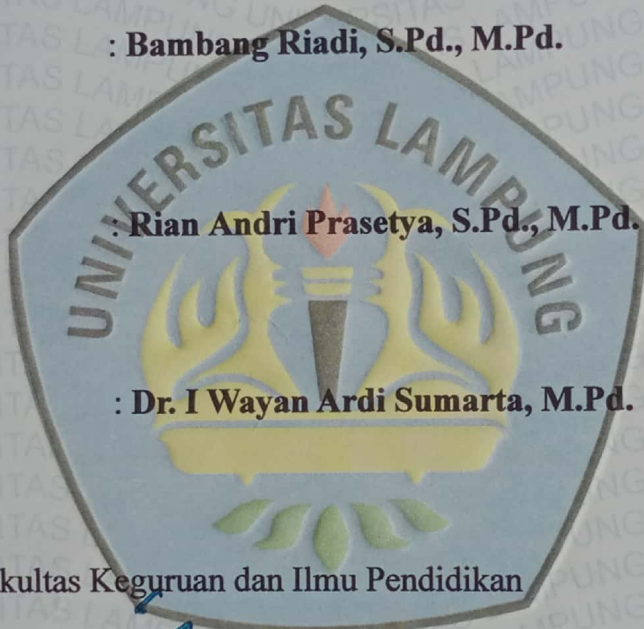 : Bambang Riadi, S.Pd., M.Pd.
UNIVERSITAS LAMPUNG
: Rian Andri Prasetya, S.Pd., M.Pd.
: Dr. I Wayan Ardi Sumarta, M.Pd.
kultas Keguruan dan Ilmu Pendidikan